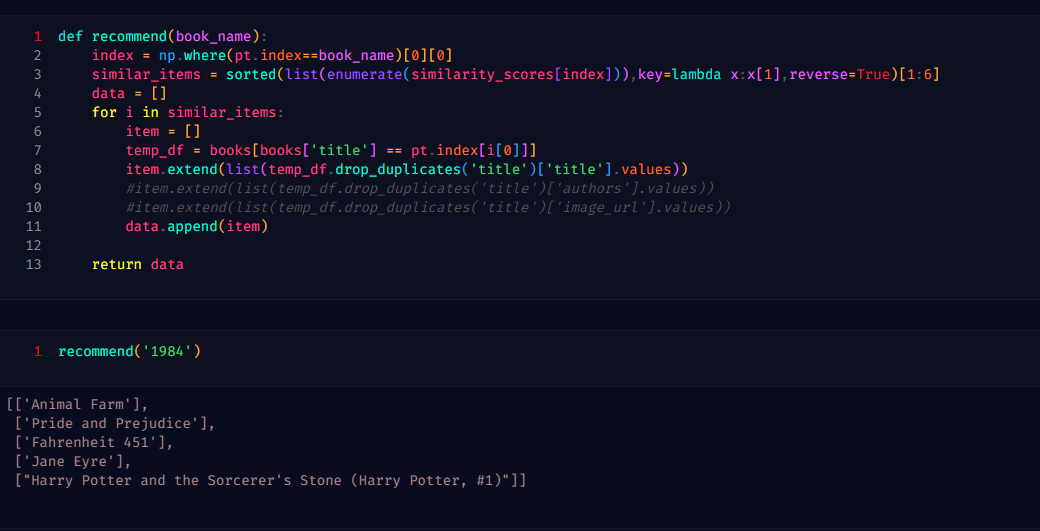 1 def recommend(book_name):
2     index = np.where(pt.index==book_name)[0][0]
3     similar_items = sorted(list(enumerate(similarity_scores[index])),key=lambda x:x[1],reverse=True)[1:6]
4     data = []
5     for i in similar_items:
6         item = []
7         temp_df = books[books['title'] == pt.index[i[0]]]
8         item.extend(list(temp_df.drop_duplicates('title')['title'].values))
9         #item.extend(list(temp_df.drop_duplicates('title')['authors'].values))
10         #item.extend(list(temp_df.drop_duplicates('title')['image_url'].values))
11         data.append(item)
12
13     return data
1 recommend('1984')
[['Animal Farm'],
 ['Pride and Prejudice'],
 ['Fahrenheit 451'],
 ['Jane Eyre'],
 ["Harry Potter and the Sorcerer's Stone (Harry Potter, #1)"]]